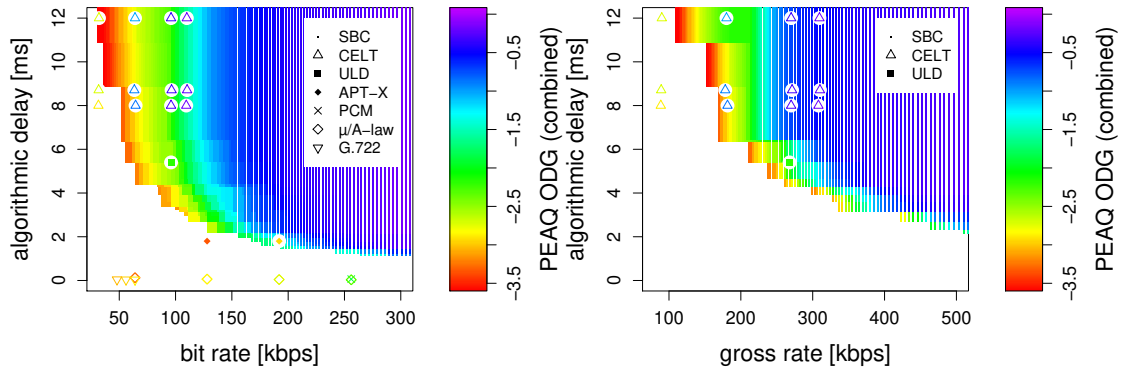 12
10
8
6
4
2
0
algorithmic delay [ms]
SBC
CELT
ULD
APT-X
PCM
μ/A-law
G.722
50
100
150
200
250
300
bit rate [kbps]
-0.5
-1.5
-2.5
-3.5
PEAQ ODG (combined)
12
10
8
6
4
2
0
algorithmic delay [ms]
SBC
CELT
ULD
100
200
300
400
500
gross rate [kbps]
-0.5
-1.5
-2.5
-3.5
PEAQ ODG (combined)